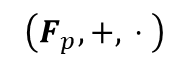 (𝑭ₚ, +, ·)